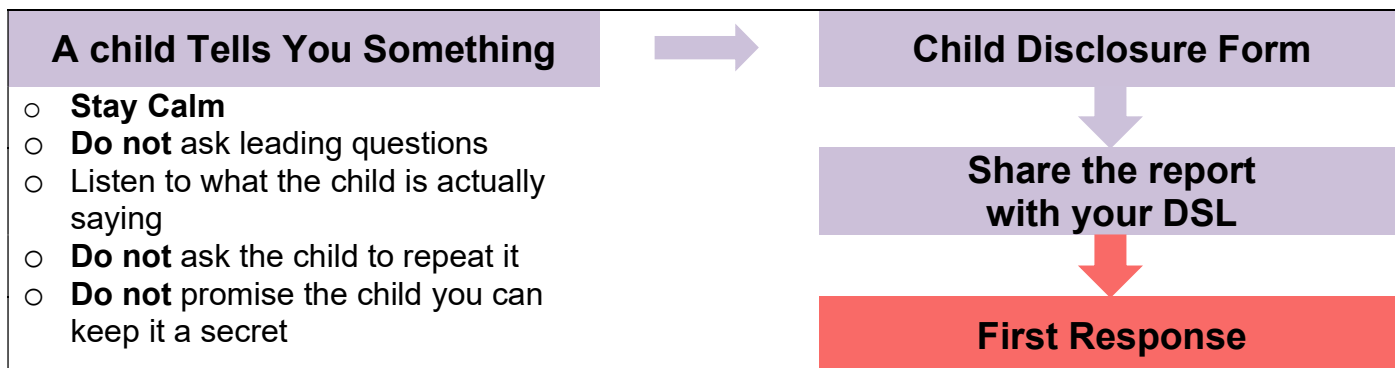 A child Tells You Something
○ Stay Calm
○ Do not ask leading questions
○ Listen to what the child is actually
saying
○ Do not ask the child to repeat it
○ Do not promise the child you can
keep it a secret
Child Disclosure Form
Share the report
with your DSL
First Response